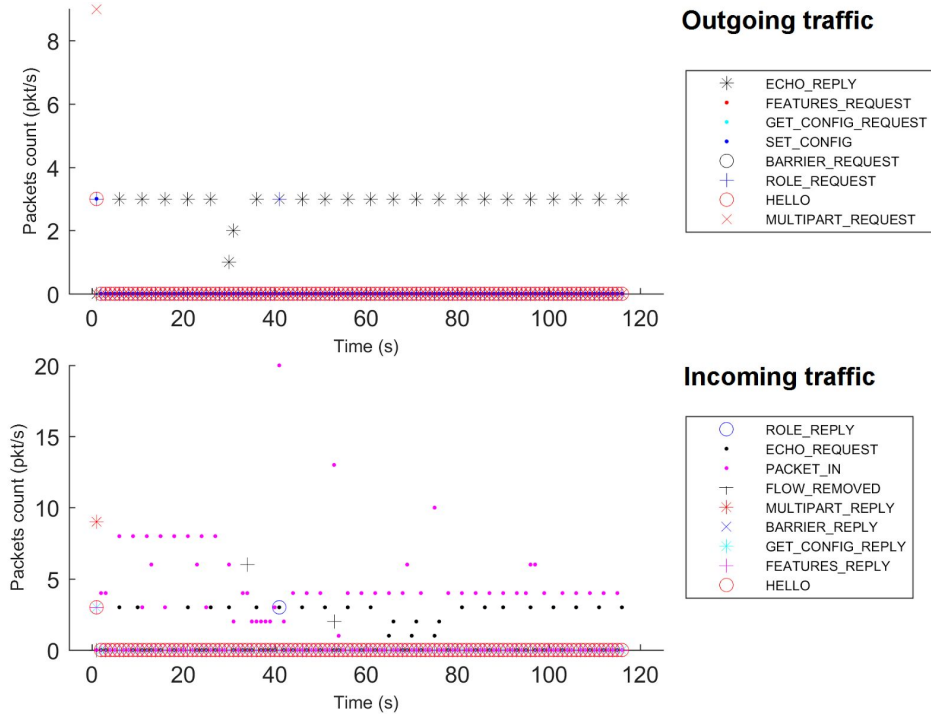 Outgoing traffic
8
6
4
2
0
Packets count (pkt/s)
0
20
40
60
80
100
120
Time (s)
ECHO_REPLY
FEATURES_REQUEST
GET_CONFIG_REQUEST
SET_CONFIG
BARRIER_REQUEST
ROLE_REQUEST
HELLO
MULTIPART_REQUEST
Incoming traffic
20
15
10
5
0
Packets count (pkt/s)
0
20
40
60
80
100
120
Time (s)
ROLE_REPLY
ECHO_REQUEST
PACKET_IN
FLOW_REMOVED
MULTIPART_REPLY
BARRIER_REPLY
GET_CONFIG_REPLY
FEATURES_REPLY
HELLO